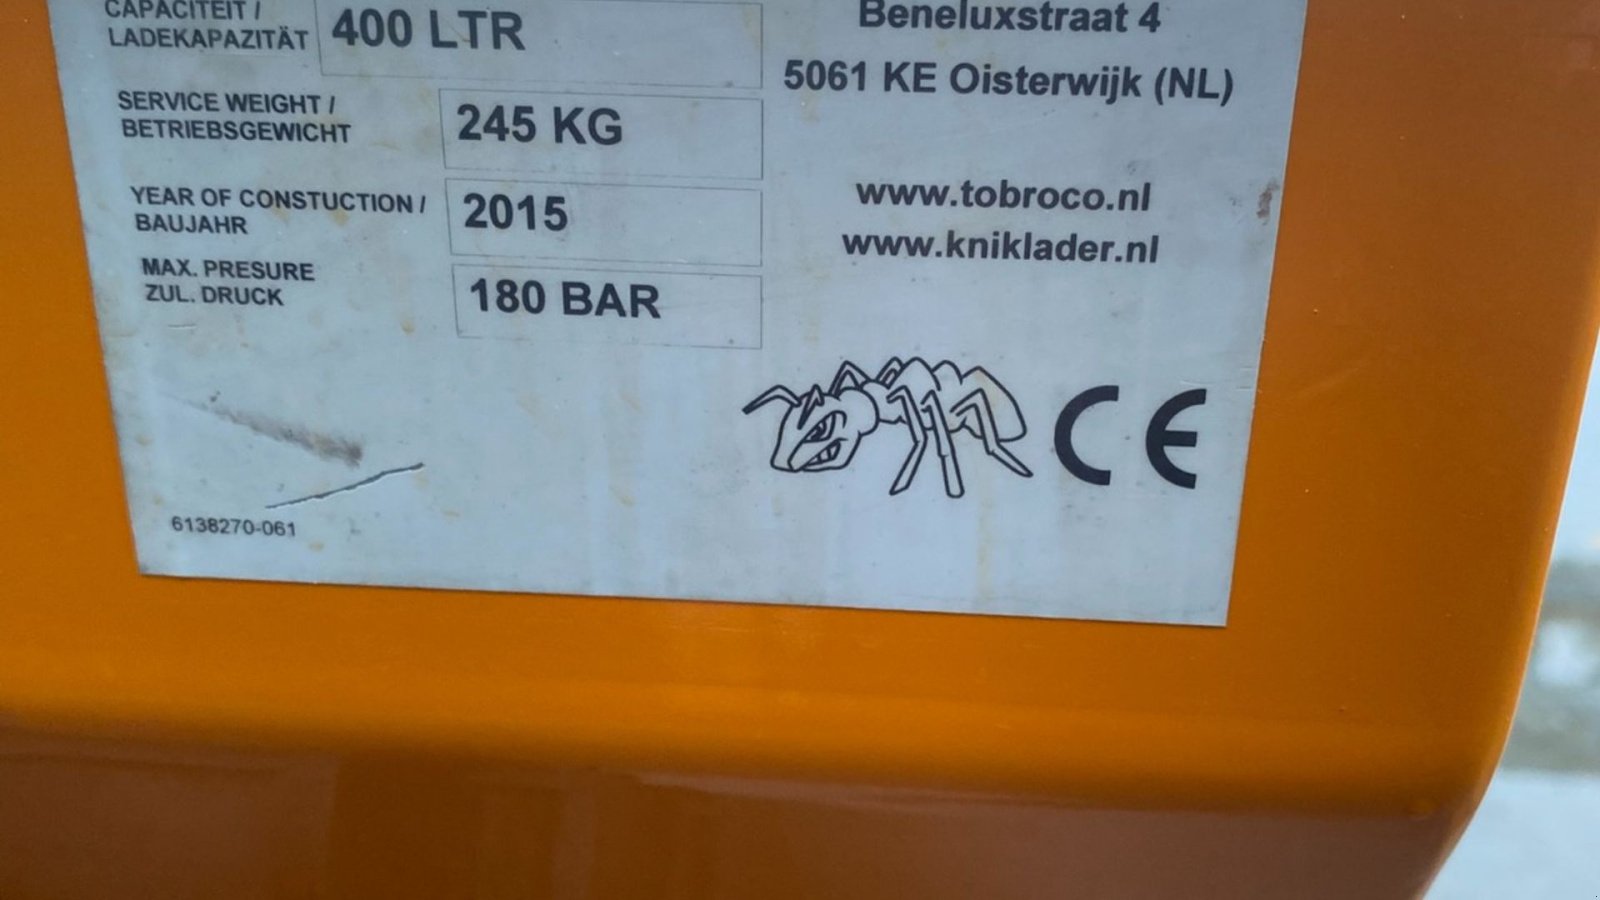 CAPACITEIT /
LADEKAPAZITÄT
400 LTR
SERVICE WEIGHT /
BETRIEBSGEWICHT
245 KG
YEAR OF CONSTUCTION /
BAUJAHR
2015
MAX. PRESURE
ZUL. DRUCK
180 BAR
6138270-061
Beneluxstraat 4
5061 KE Oisterwijk (NL)
www.tobroco.nl
www.kniklader.nl
CE